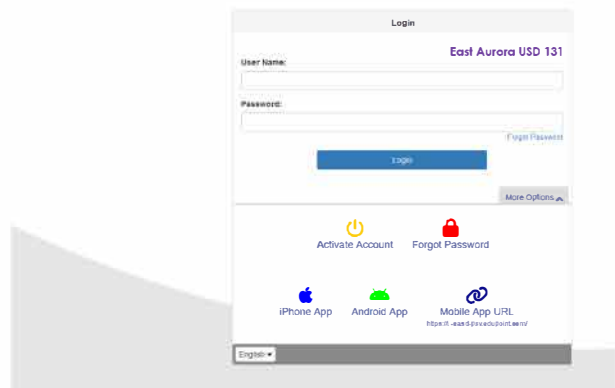 Login
East Aurora USD 131
User Name:
Password:
Forgot Password
Login
More Options
Activate Account
Forgot Password
iPhone App
Android App
Mobile App URL
English